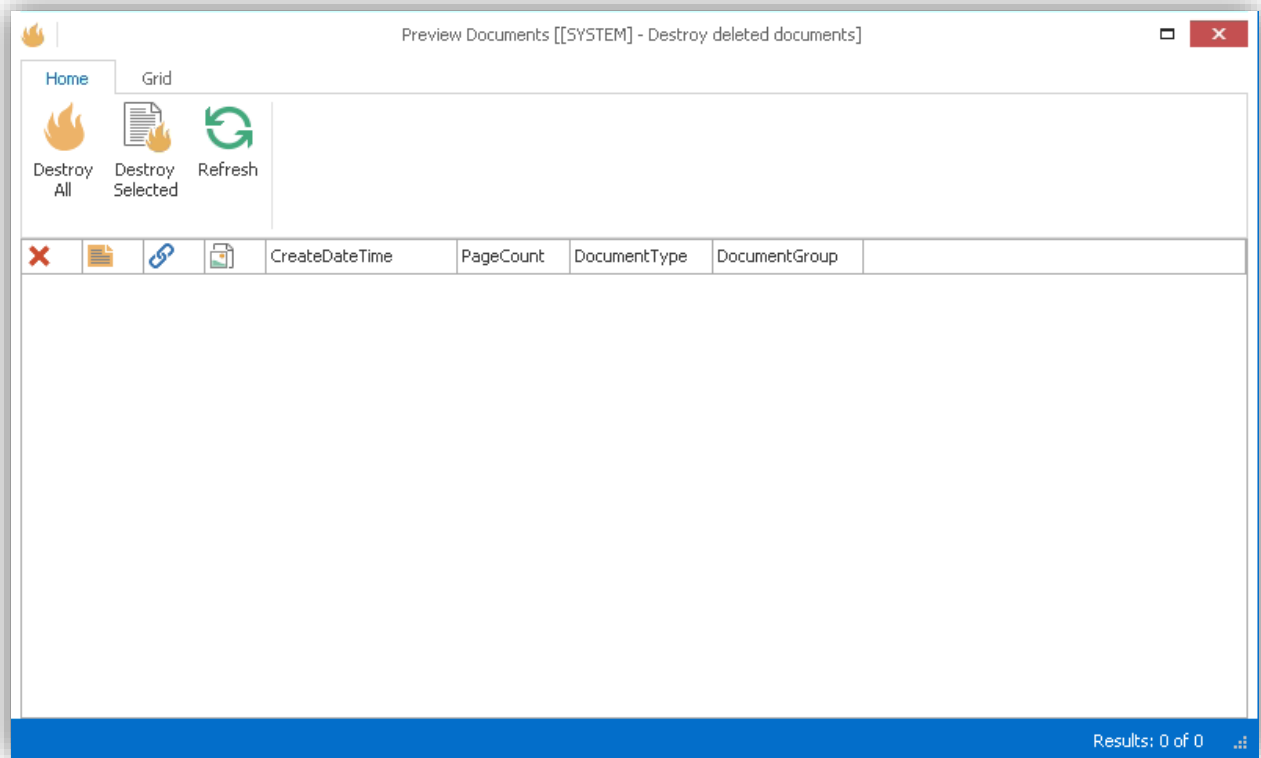 Preview Documents [[SYSTEM] - Destroy deleted documents]
Home Grid
Destroy All
Destroy Selected
Refresh
CreateDateTime PageCount DocumentType DocumentGroup
Results: 0 of 0